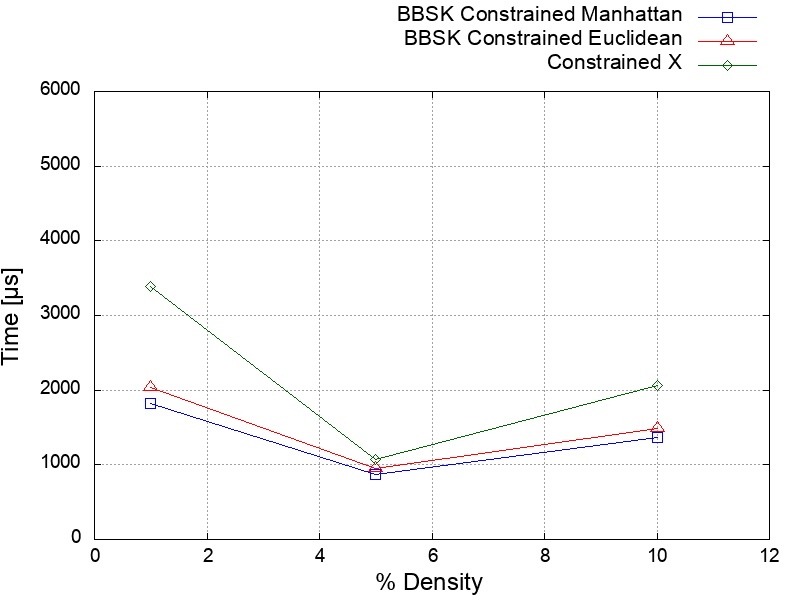 BBSK Constrained Manhattan
BBSK Constrained Euclidean
Constrained X
6000
5000
4000
3000
2000
1000
0
Time [µs]
0 2 4 6 8 10 12
% Density